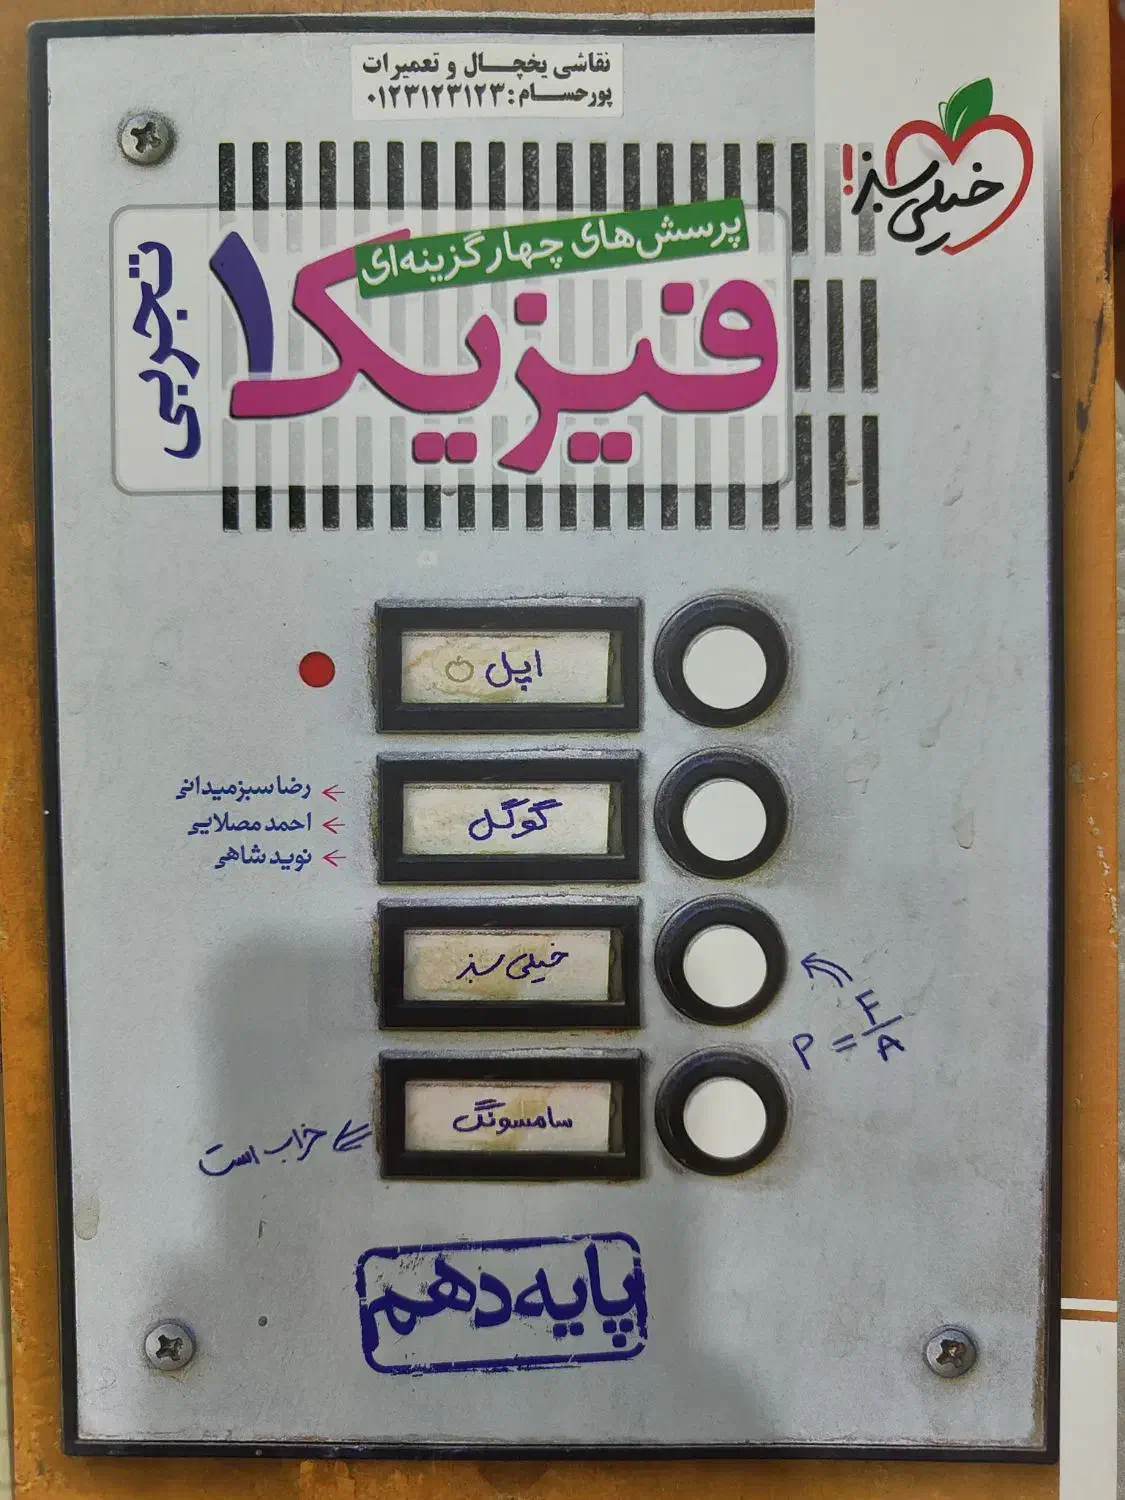 نقاشی یخچال و تعمیرات
پورحسام: ۰۱۲۳۱۲۳۱۲۳
خیلی سبز!
پرسش‌های چهارگزینه‌ای
فیزیک ۱
تجربی
اپل
گوگل
رضا سبزمیدانی
احمد مصلایی
نوید شاهی
خیلی سبز
P = F/A
سامسونگ
خراب است
پایه دهم